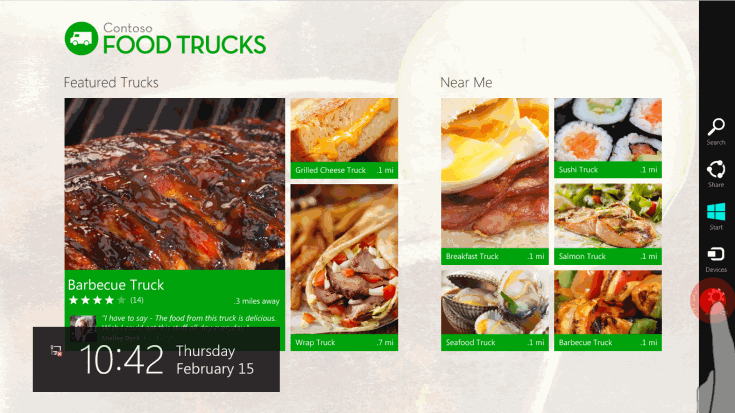 Contoso
FOOD TRUCKS
Featured Trucks
Near Me
Grilled Cheese Truck .1 mi
Barbecue Truck
(14) .3 miles away
"I have to say - The food from this truck is delicious.
Wrap Truck .7 mi
Breakfast Truck .1 mi
Sushi Truck .1 mi
Salmon Truck .1 mi
Seafood Truck .1 mi
Barbecue Truck .1 mi
Search
Share
Start
Devices
10:42
Thursday
February 15